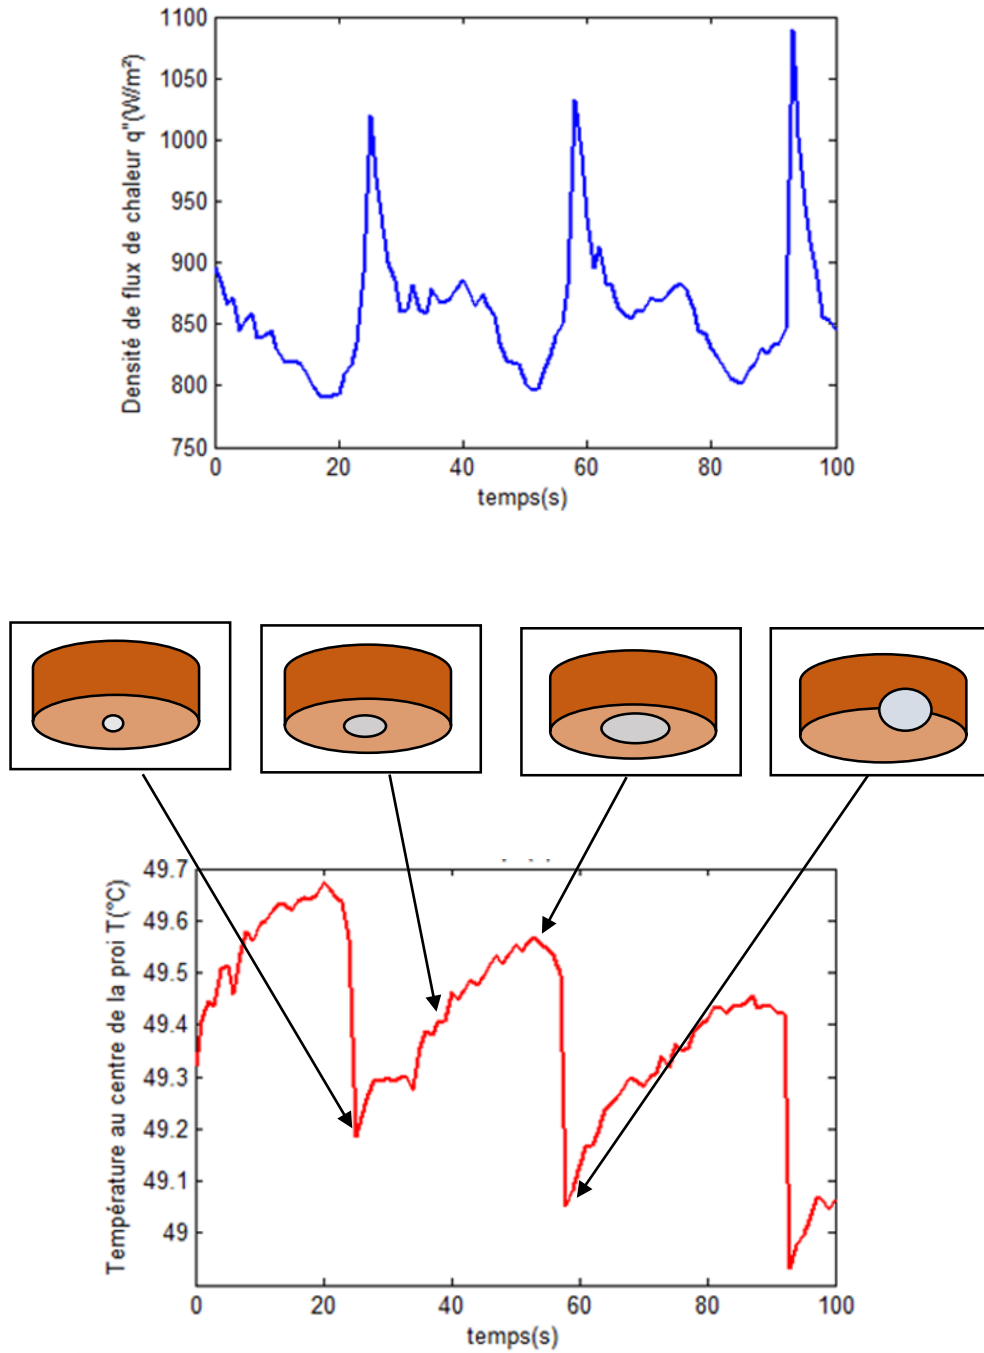 Densité de flux de chaleur q"(W/m²)
1100
1050
1000
950
900
850
800
750
0 20 40 60 80 100
temps(s)
Température au centre de la proi T(°C)
49.7
49.6
49.5
49.4
49.3
49.2
49.1
49
0 20 40 60 80 100
temps(s)